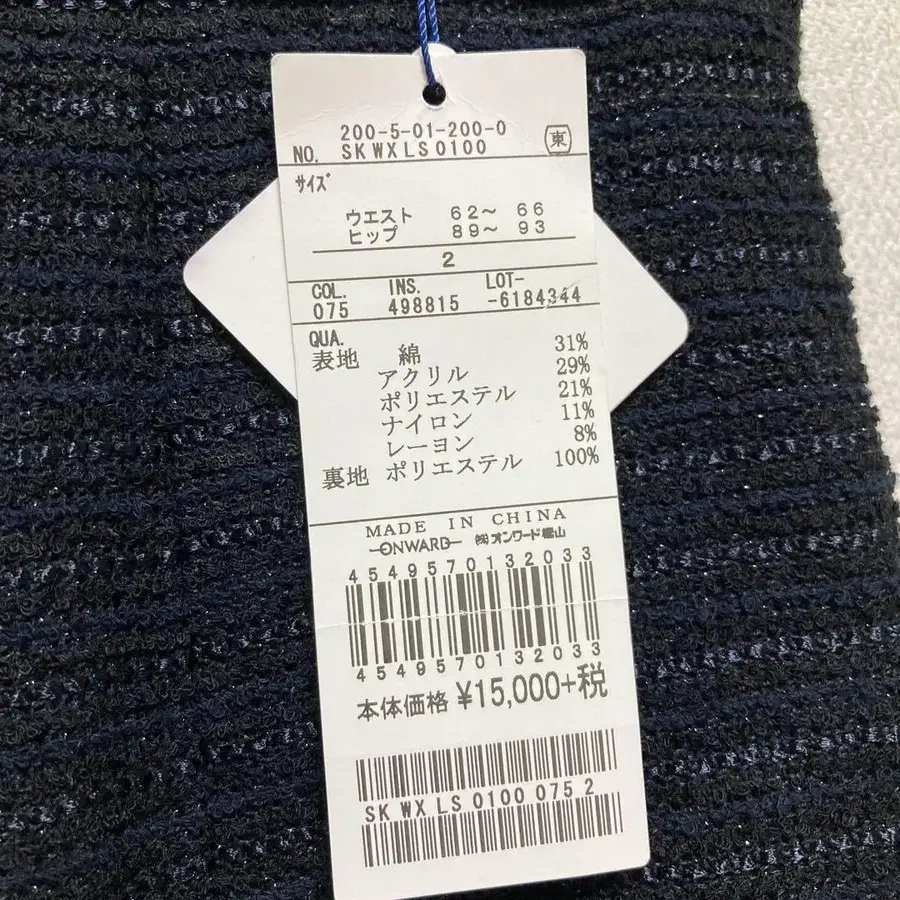 200-5-01-200-0
NO. SKWXLS0100 東
サイズ
ウエスト 62〜 66
ヒップ 89〜 93
2
COL. INS. LOT-
075 498815 -6184344
QUA.
表地 綿 31%
アクリル 29%
ポリエステル 21%
ナイロン 11%
レーヨン 8%
裏地 ポリエステル 100%
MADE IN CHINA
ONWARD ㈱オンワード樫山
4549570132033
4549570132033
本体価格 ¥15,000+税
SK WX LS 0100 075 2